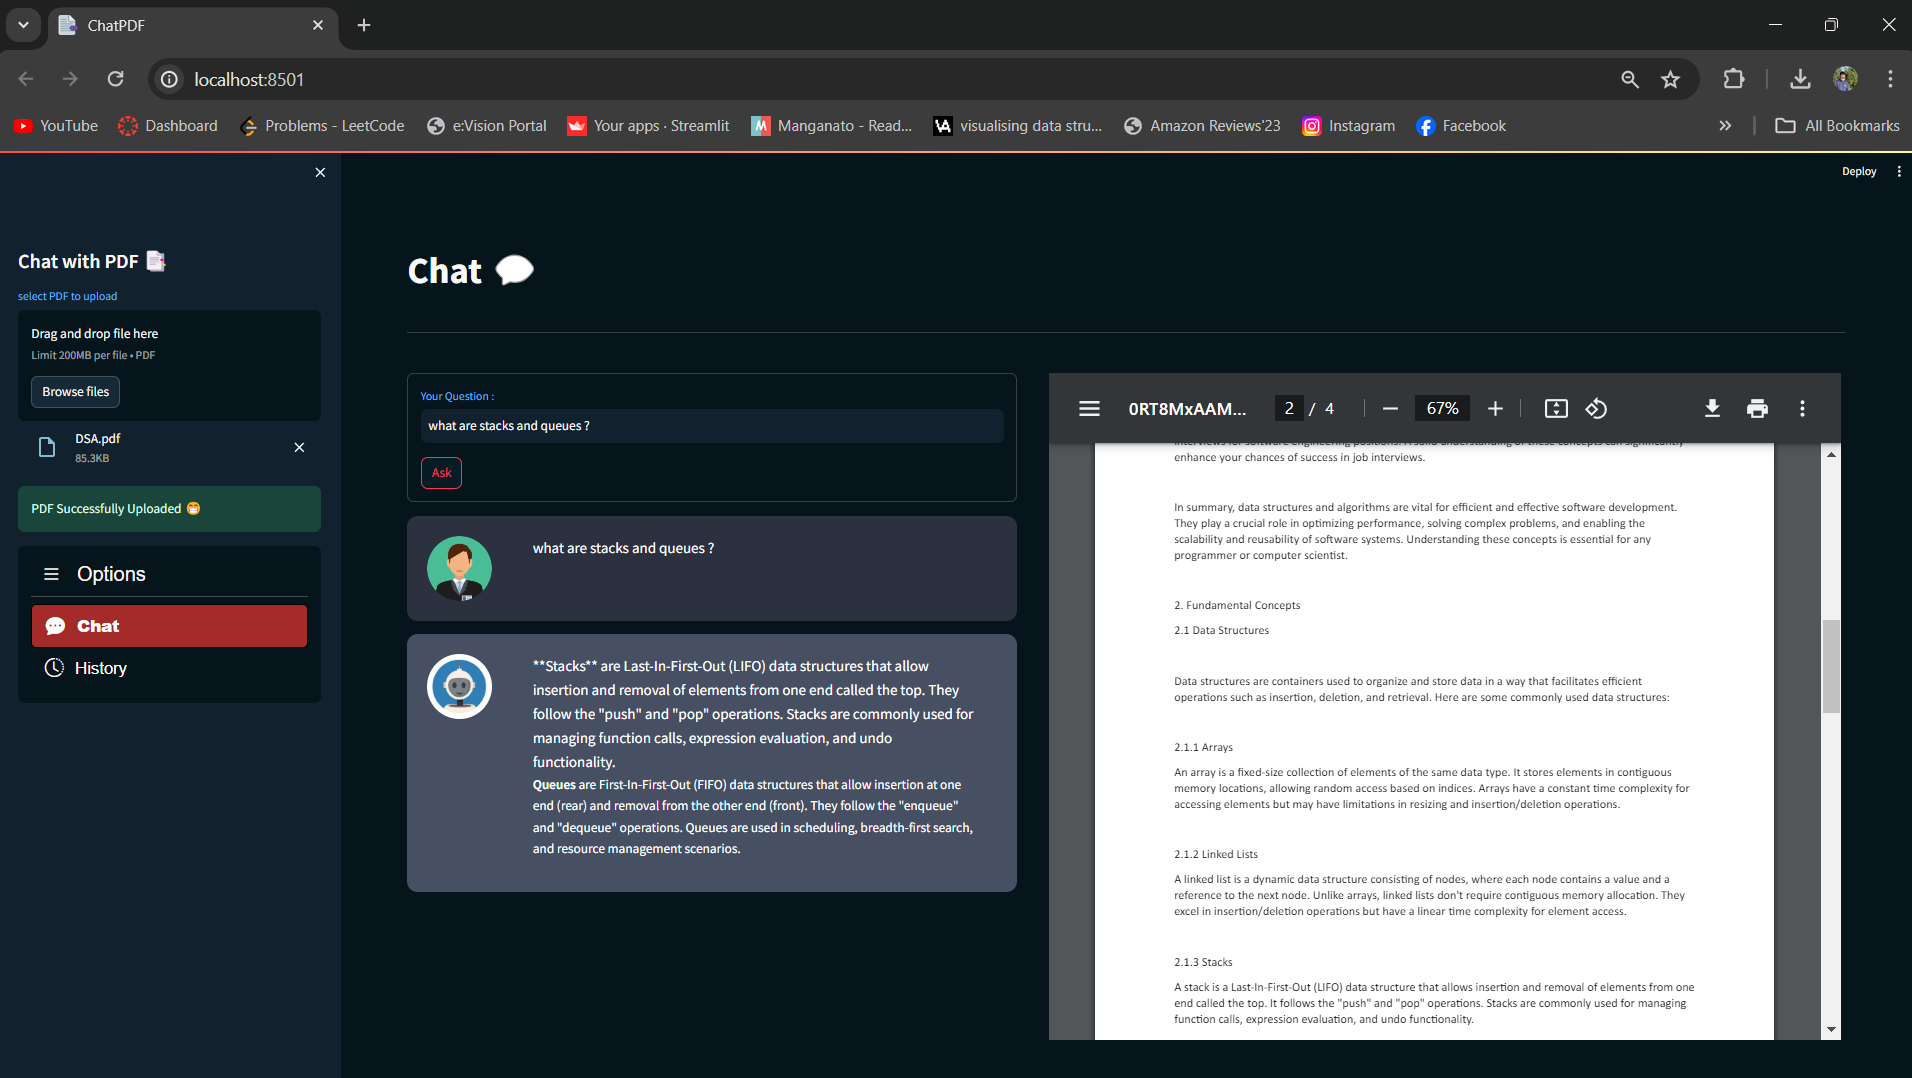 ChatPDF
localhost:8501
YouTube
Dashboard
Problems - LeetCode
e:Vision Portal
Your apps · Streamlit
Manganato - Read...
visualising data stru...
Amazon Reviews'23
Instagram
Facebook
All Bookmarks
Deploy
Chat with PDF
select PDF to upload
Drag and drop file here
Limit 200MB per file • PDF
Browse files
DSA.pdf
85.3KB
PDF Successfully Uploaded
Options
Chat
History
Chat
Your Question :
what are stacks and queues ?
Ask
what are stacks and queues ?
**Stacks** are Last-In-First-Out (LIFO) data structures that allow
insertion and removal of elements from one end called the top. They
follow the "push" and "pop" operations. Stacks are commonly used for
managing function calls, expression evaluation, and undo
functionality.
Queues are First-In-First-Out (FIFO) data structures that allow insertion at one
end (rear) and removal from the other end (front). They follow the "enqueue"
and "dequeue" operations. Queues are used in scheduling, breadth-first search,
and resource management scenarios.
0RT8MxAAM...
2 / 4
67%
enhance your chances of success in job interviews.
In summary, data structures and algorithms are vital for efficient and effective software development.
They play a crucial role in optimizing performance, solving complex problems, and enabling the
scalability and reusability of software systems. Understanding these concepts is essential for any
programmer or computer scientist.
2. Fundamental Concepts
2.1 Data Structures
Data structures are containers used to organize and store data in a way that facilitates efficient
operations such as insertion, deletion, and retrieval. Here are some commonly used data structures:
2.1.1 Arrays
An array is a fixed-size collection of elements of the same data type. It stores elements in contiguous
memory locations, allowing random access based on indices. Arrays have a constant time complexity for
accessing elements but may have limitations in resizing and insertion/deletion operations.
2.1.2 Linked Lists
A linked list is a dynamic data structure consisting of nodes, where each node contains a value and a
reference to the next node. Unlike arrays, linked lists don't require contiguous memory allocation. They
excel in insertion/deletion operations but have a linear time complexity for element access.
2.1.3 Stacks
A stack is a Last-In-First-Out (LIFO) data structure that allows insertion and removal of elements from one
end called the top. It follows the "push" and "pop" operations. Stacks are commonly used for managing
function calls, expression evaluation, and undo functionality.